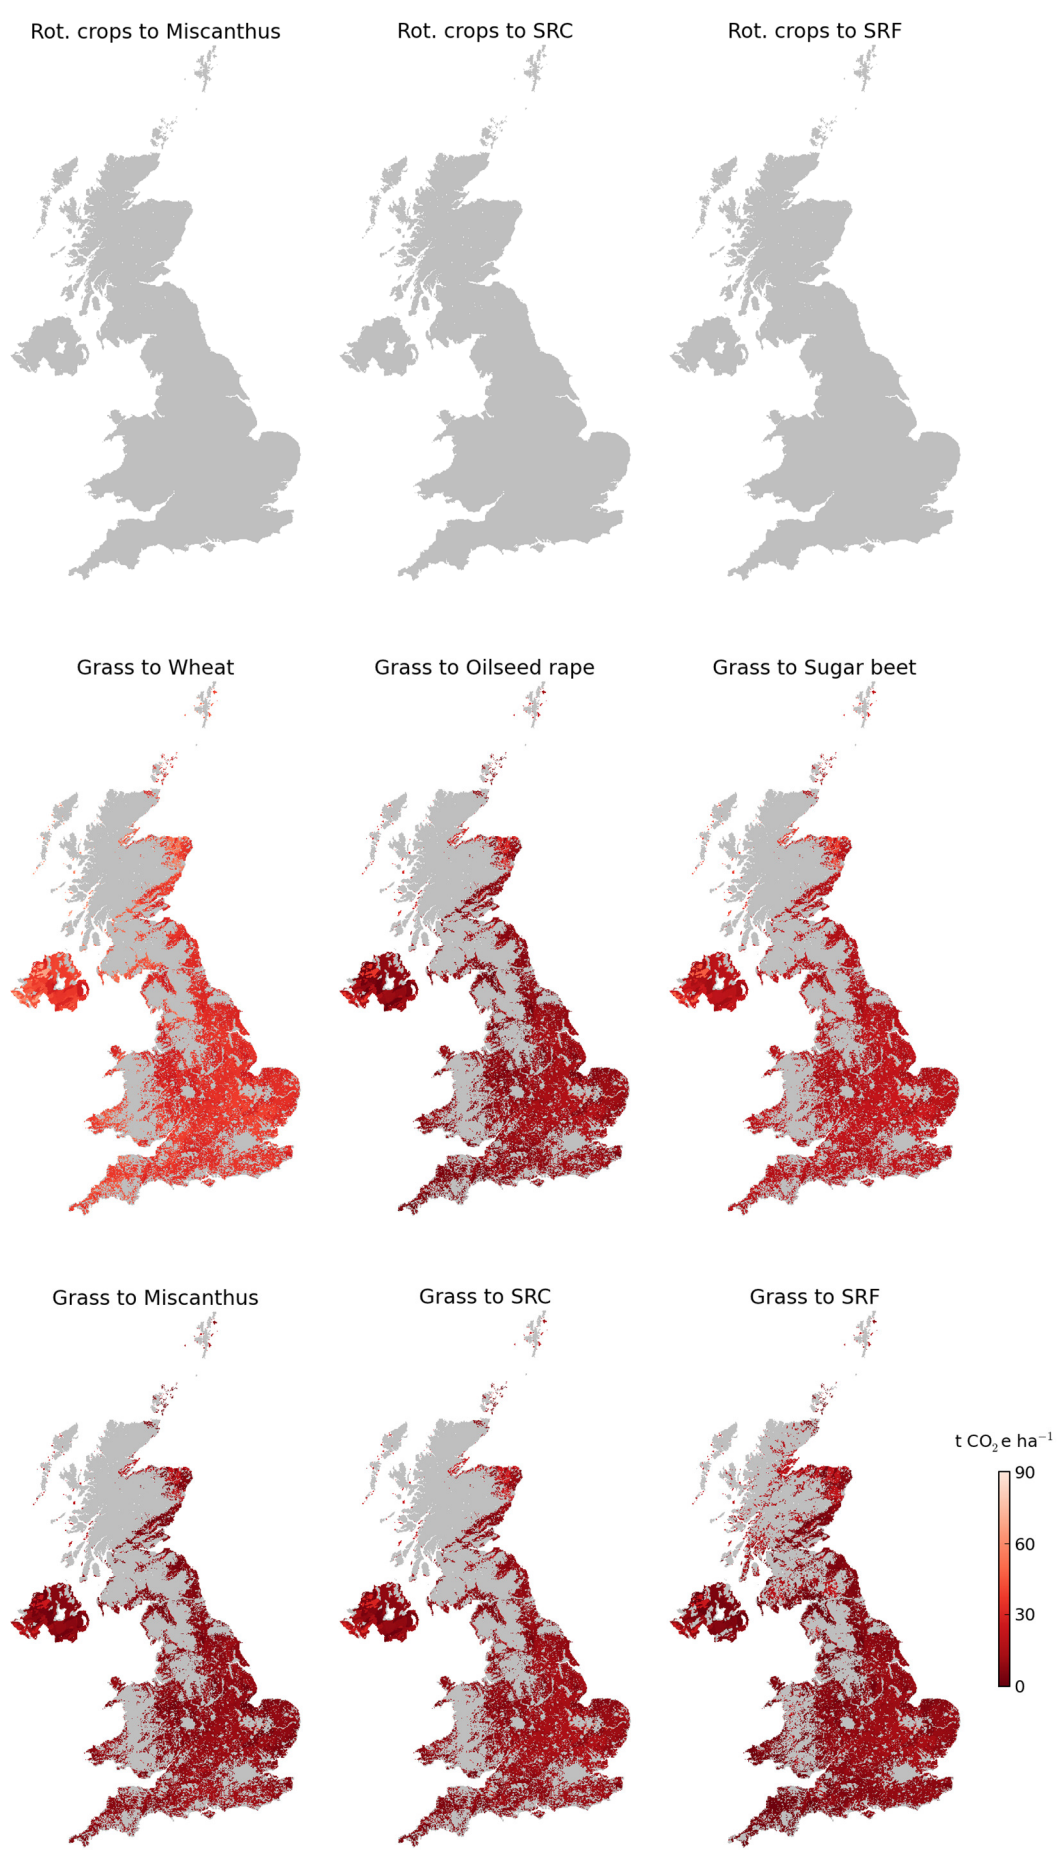 Rot. crops to Miscanthus
Rot. crops to SRC
Rot. crops to SRF
Grass to Wheat
Grass to Oilseed rape
Grass to Sugar beet
Grass to Miscanthus
Grass to SRC
Grass to SRF
t CO₂e ha⁻¹
90
60
30
0